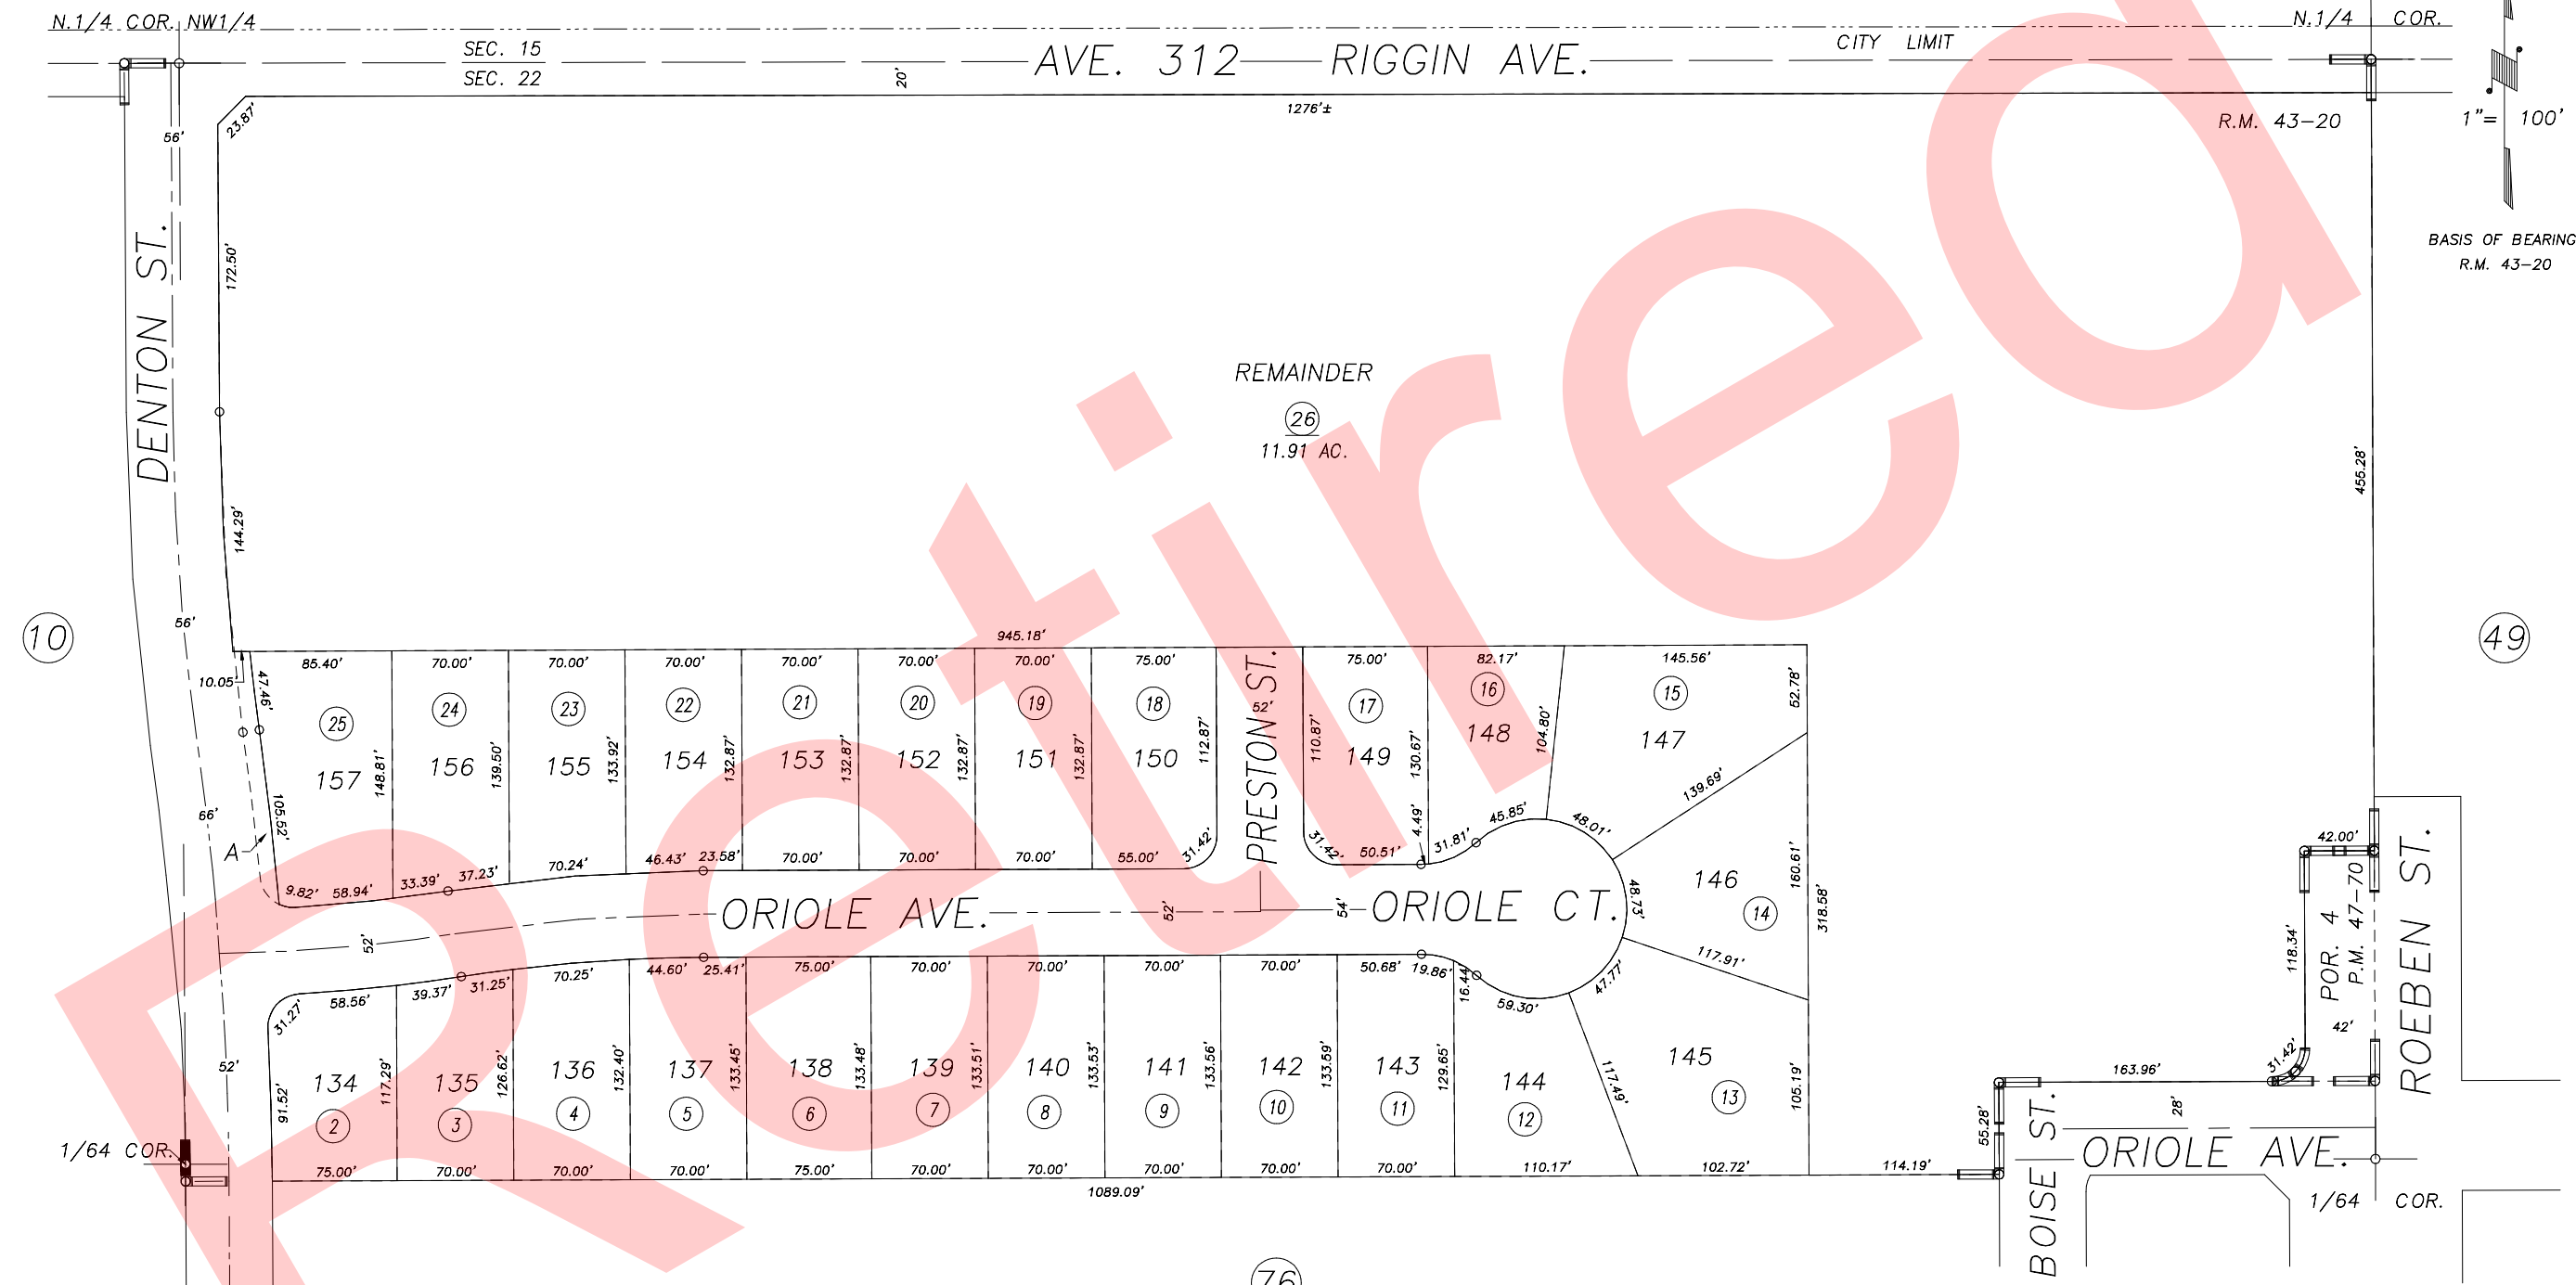 N.1/4 COR. NW1/4
N.1/4 COR.
SEC. 15
SEC. 22
20'
AVE. 312 RIGGIN AVE.
CITY LIMIT
1276'±
R.M. 43-20
1"= 100'
BASIS OF BEARING
R.M. 43-20
23.87'
56'
DENTON ST.
172.50'
144.29'
56'
REMAINDER
26
11.91 AC.
455.28'
Retired
10
49
945.18'
85.40' 70.00' 70.00' 70.00' 70.00' 70.00' 70.00' 75.00' 75.00' 82.17' 145.56'
10.05'
47.46'
25 24 23 22 21 20 19 18 17 16 15
52'
52.78'
157 156 155 154 153 152 151 150 149 148 147
148.81' 139.50' 133.92' 132.87' 132.87' 132.87' 132.87' 112.87' 110.87' 130.67' 104.80'
PRESTON ST.
139.69'
105.52'
66'
A
4.49'
9.82' 58.94' 33.39' 37.23' 70.24' 46.43' 23.58' 70.00' 70.00' 70.00' 55.00' 31.42' 31.42' 50.51' 31.81' 45.85' 48.01'
146
14
160.61'
318.58'
48.73'
52'
ORIOLE AVE.
52'
54'
ORIOLE CT.
117.91'
31.27' 58.56' 39.37' 31.25' 70.25' 44.60' 25.41' 75.00' 70.00' 70.00' 70.00' 70.00' 50.68' 19.86' 16.44' 59.30' 47.77'
52'
134 135 136 137 138 139 140 141 142 143 144 145
91.52' 117.29' 126.62' 132.40' 133.45' 133.48' 133.51' 133.53' 133.56' 133.59' 129.65' 117.49' 105.19'
2 3 4 5 6 7 8 9 10 11 12 13
1/64 COR.
75.00' 70.00' 70.00' 70.00' 75.00' 70.00' 70.00' 70.00' 70.00' 70.00' 110.17' 102.72' 114.19'
1089.09'
42.00'
118.34'
POR. 4
P.M. 47-70
42'
31.42'
ROEBEN ST.
163.96'
55.28'
28'
BOISE ST.
ORIOLE AVE.
1/64 COR.
76